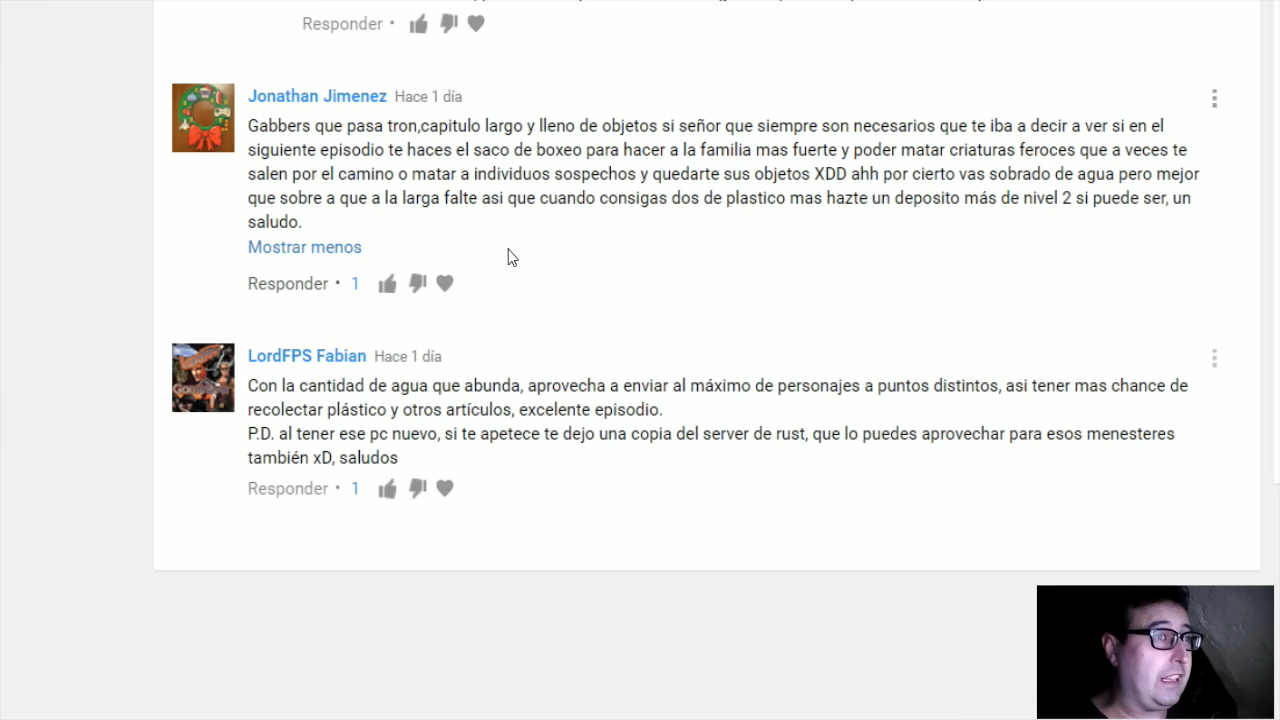 Responder •
Jonathan Jimenez Hace 1 día
Gabbers que pasa tron,capitulo largo y lleno de objetos si señor que siempre son necesarios que te iba a decir a ver si en el
siguiente episodio te haces el saco de boxeo para hacer a la familia mas fuerte y poder matar criaturas feroces que a veces te
salen por el camino o matar a individuos sospechos y quedarte sus objetos XDD ahh por cierto vas sobrado de agua pero mejor
que sobre a que a la larga falte asi que cuando consigas dos de plastico mas hazte un deposito más de nivel 2 si puede ser, un
saludo.
Mostrar menos
Responder • 1
LordFPS Fabian Hace 1 día
Con la cantidad de agua que abunda, aprovecha a enviar al máximo de personajes a puntos distintos, asi tener mas chance de
recolectar plástico y otros artículos, excelente episodio.
P.D. al tener ese pc nuevo, si te apetece te dejo una copia del server de rust, que lo puedes aprovechar para esos menesteres
también xD, saludos
Responder • 1